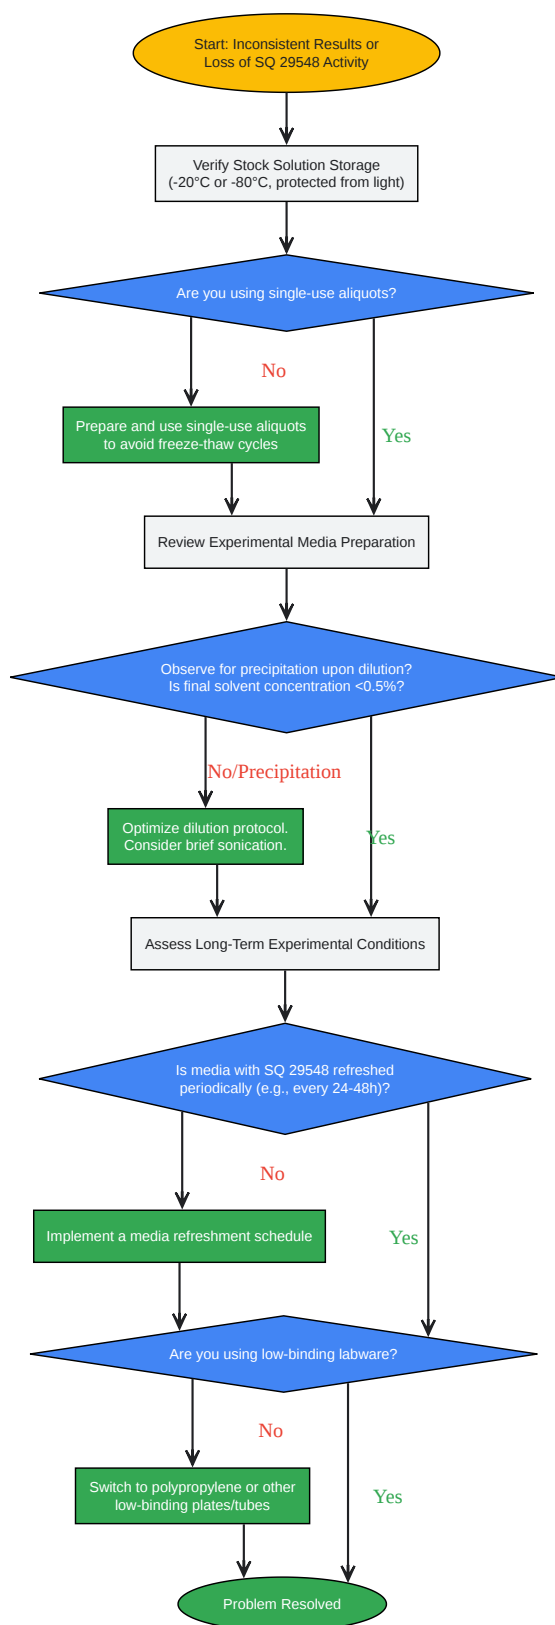 Start: Inconsistent Results or
Loss of SQ 29548 Activity
Verify Stock Solution Storage
(-20°C or -80°C, protected from light)
Are you using single-use aliquots?
No
Prepare and use single-use aliquots
to avoid freeze-thaw cycles
Yes
Review Experimental Media Preparation
Observe for precipitation upon dilution?
Is final solvent concentration <0.5%?
No/Precipitation
Optimize dilution protocol.
Consider brief sonication.
Yes
Assess Long-Term Experimental Conditions
Is media with SQ 29548 refreshed
periodically (e.g., every 24-48h)?
No
Implement a media refreshment schedule
Yes
Are you using low-binding labware?
No
Switch to polypropylene or other
low-binding plates/tubes
Yes
Problem Resolved